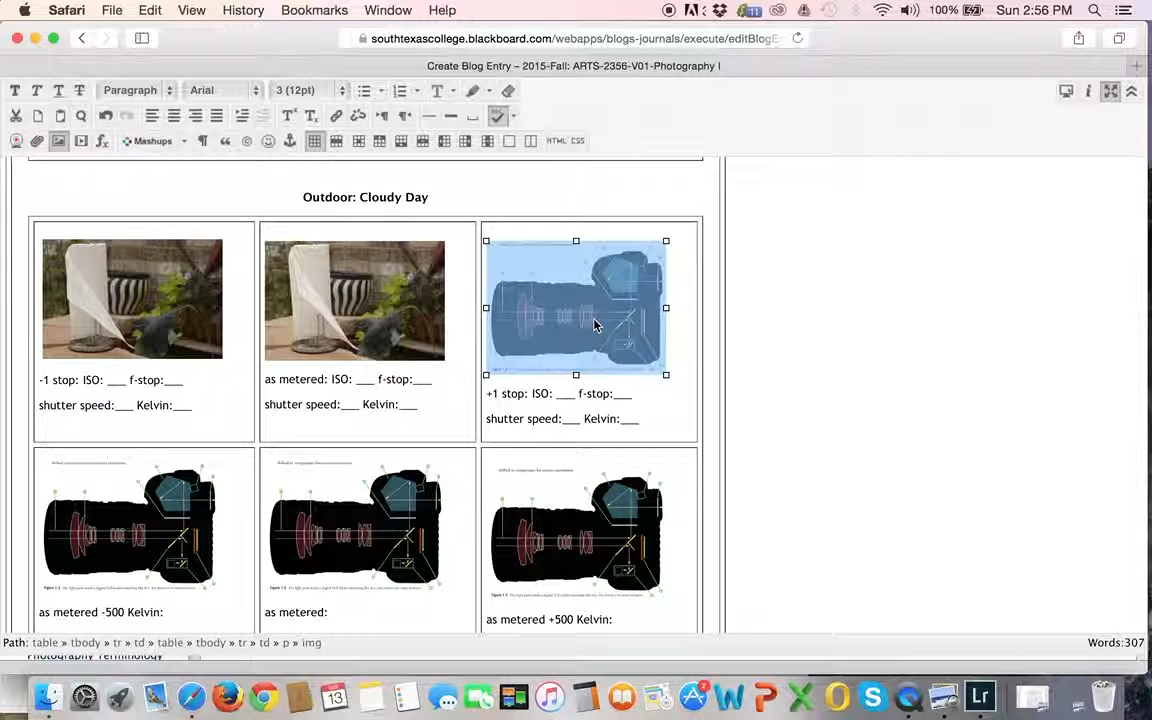 Safari File Edit View History Bookmarks Window Help 100% Sun 2:56 PM
southtexascollege.blackboard.com/webapps/blogs-journals/execute/editBlogE
Create Blog Entry – 2015-Fall: ARTS-2356-V01-Photography I
T T T T Paragraph Arial 3 (12pt)
Mashups HTML CSS
Outdoor: Cloudy Day
-1 stop: ISO: ___ f-stop:___
shutter speed:___ Kelvin:___
as metered: ISO: ___ f-stop:___
shutter speed:___ Kelvin:___
+1 stop: ISO: ___ f-stop:___
shutter speed:___ Kelvin:___
as metered -500 Kelvin:
as metered:
as metered +500 Kelvin:
Path: table » tbody » tr » td » table » tbody » tr » td » p » img Words:307
Photography Terminology